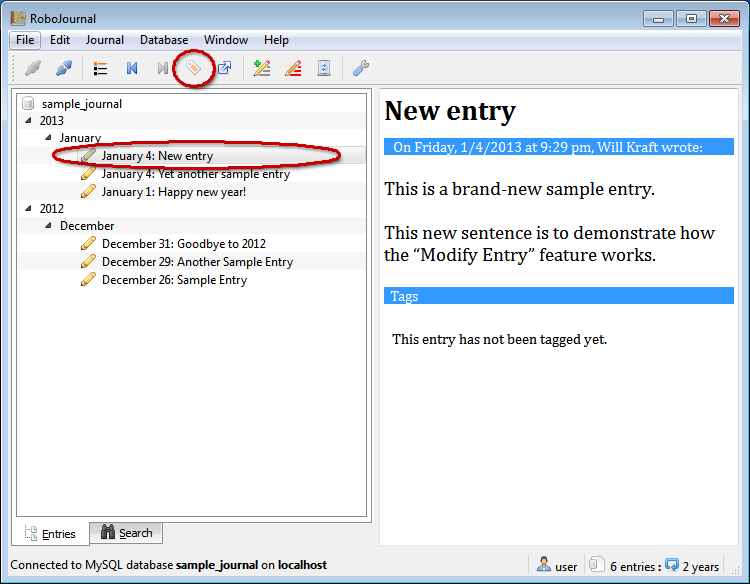 RoboJournal
File Edit Journal Database Window Help
sample_journal
2013
January
January 4: New entry
January 4: Yet another sample entry
January 1: Happy new year!
2012
December
December 31: Goodbye to 2012
December 29: Another Sample Entry
December 26: Sample Entry
Entries Search
New entry
On Friday, 1/4/2013 at 9:29 pm, Will Kraft wrote:
This is a brand-new sample entry.
This new sentence is to demonstrate how
the “Modify Entry” feature works.
Tags
This entry has not been tagged yet.
Connected to MySQL database sample_journal on localhost
user 6 entries : 2 years